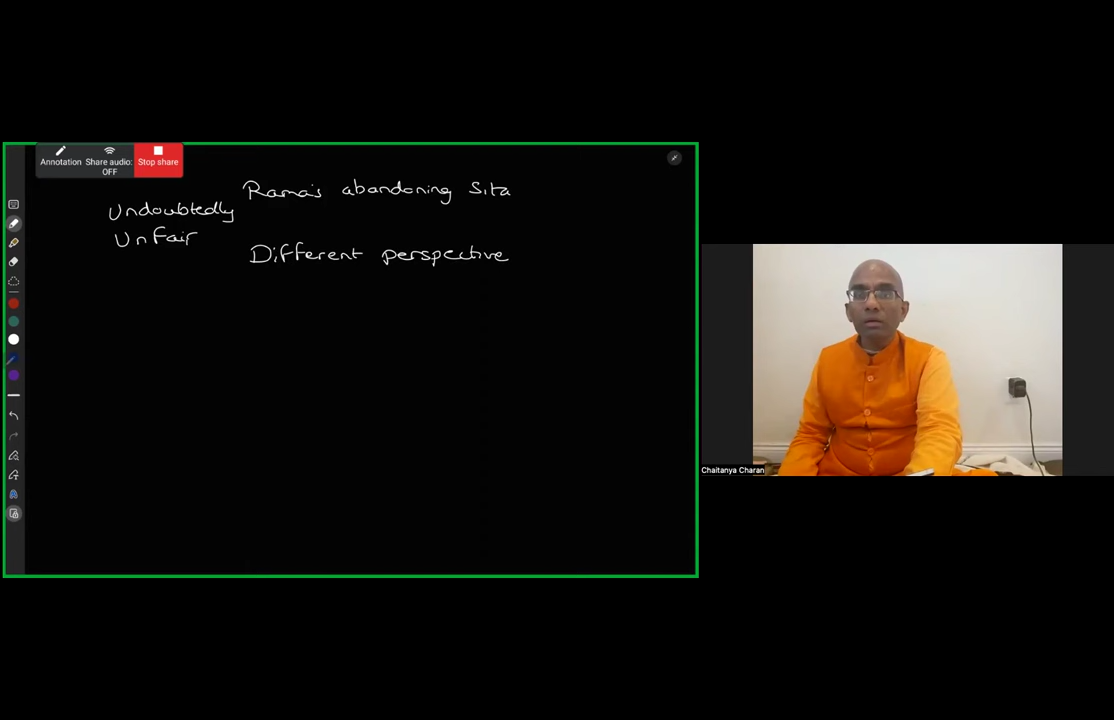 Annotation
Share audio:
OFF
Stop share
Rama's abandoning Sita
Undoubtedly
Unfair
Different perspective
Chaitanya Charan